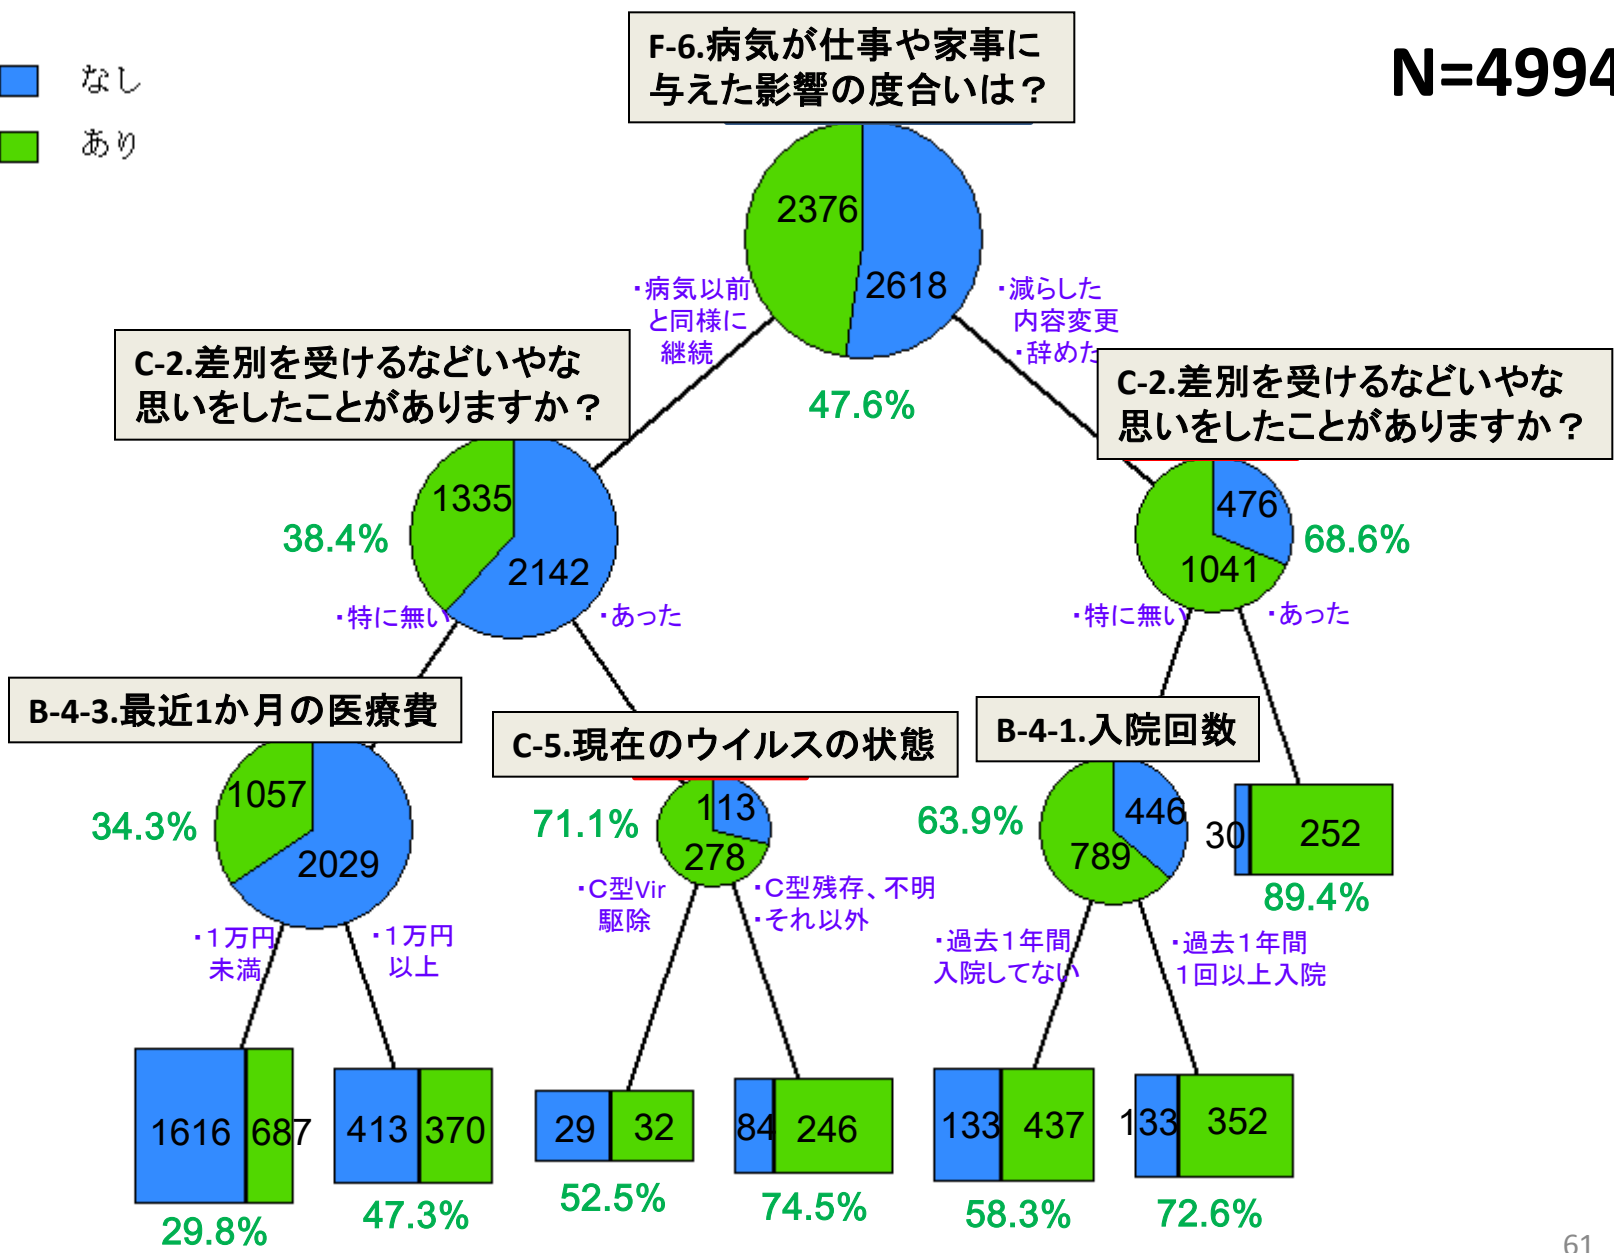 F-6.病気が仕事や家事に
与えた影響の度合いは？
N=4994
なし
あり
2376
2618
・病気以前
と同様に
継続
・減らした
内容変更
・辞めた
47.6%
C-2.差別を受けるなどいやな
思いをしたことがありますか？
C-2.差別を受けるなどいやな
思いをしたことがありますか？
1335
2142
38.4%
476
1041
68.6%
・特に無い
・あった
・特に無い
・あった
B-4-3.最近1か月の医療費
C-5.現在のウイルスの状態
B-4-1.入院回数
1057
2029
34.3%
113
278
71.1%
446
789
63.9%
30
252
89.4%
・１万円
未満
・１万円
以上
・Ｃ型Vir
駆除
・Ｃ型残存、不明
・それ以外
・過去１年間
入院してない
・過去１年間
１回以上入院
1616
687
413
370
29
32
84
246
133
437
133
352
29.8%
47.3%
52.5%
74.5%
58.3%
72.6%
61